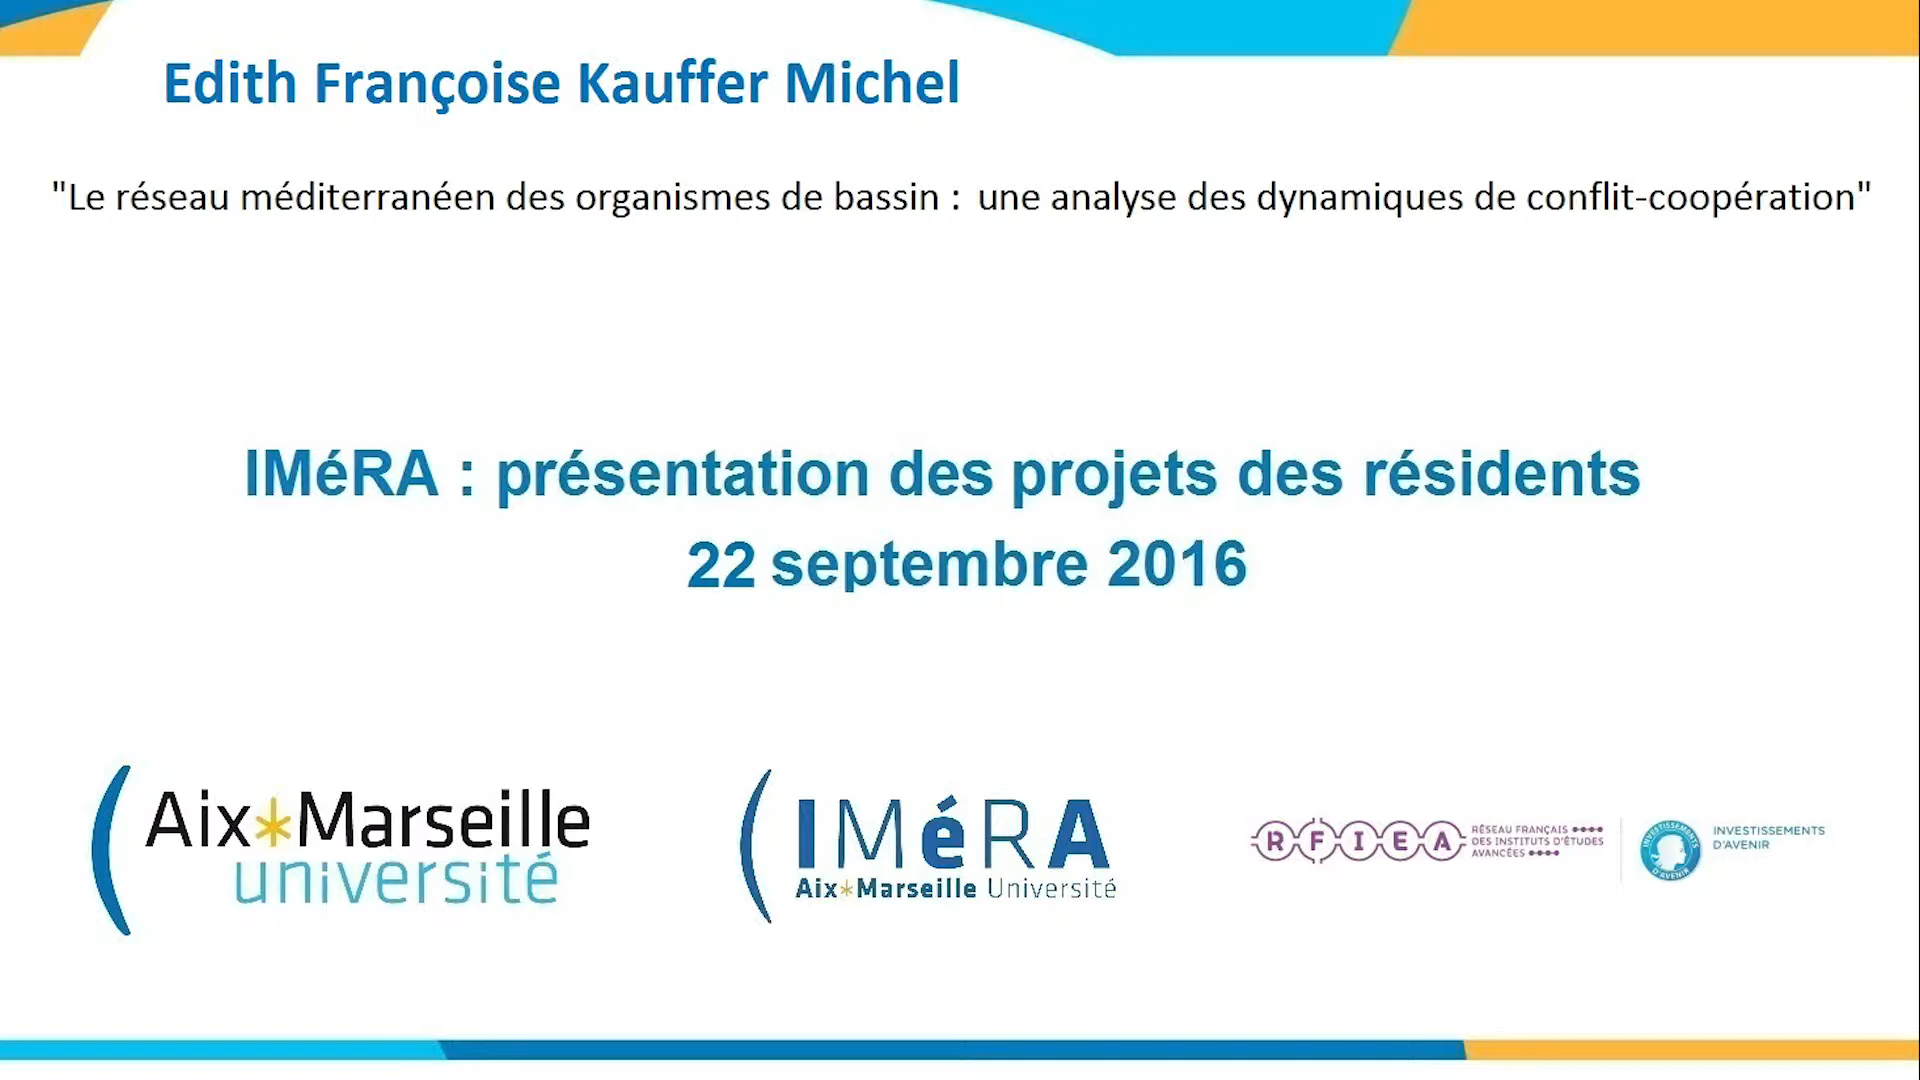 Edith Françoise Kauffer Michel
"Le réseau méditerranéen des organismes de bassin : une analyse des dynamiques de conflit-coopération"
IMéRA : présentation des projets des résidents
22 septembre 2016
Aix*Marseille
université
IMéRA
Aix*Marseille Université
RFIEA
RÉSEAU FRANÇAIS
DES INSTITUTS D'ÉTUDES
AVANCÉES
INVESTISSEMENTS
D'AVENIR
INVESTISSEMENTS
D'AVENIR